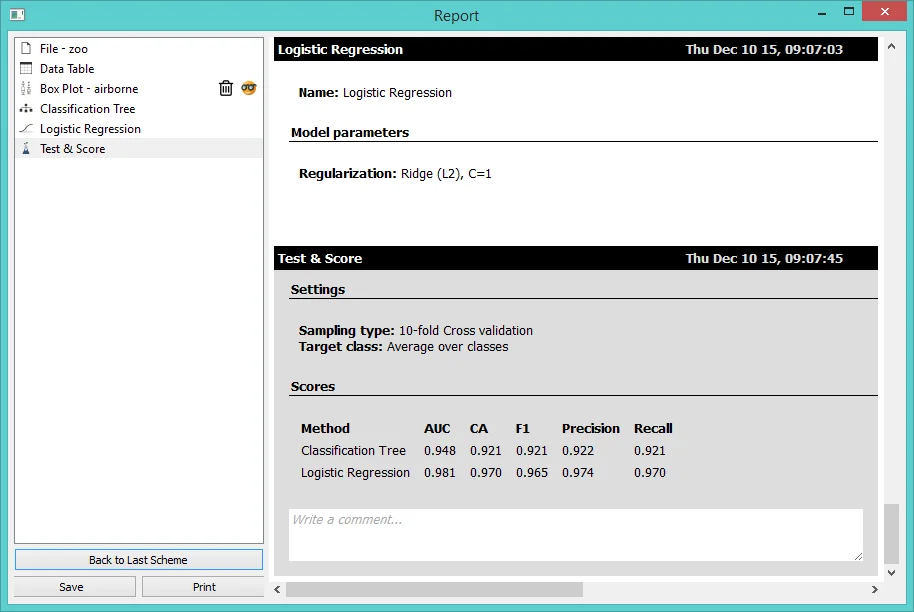 Report
File - zoo
Data Table
Box Plot - airborne
Classification Tree
Logistic Regression
Test & Score
Back to Last Scheme
Save Print
Logistic Regression Thu Dec 10 15, 09:07:03
Name: Logistic Regression
Model parameters
Regularization: Ridge (L2), C=1
Test & Score Thu Dec 10 15, 09:07:45
Settings
Sampling type: 10-fold Cross validation
Target class: Average over classes
Scores
Method AUC CA F1 Precision Recall
Classification Tree 0.948 0.921 0.921 0.922 0.921
Logistic Regression 0.981 0.970 0.965 0.974 0.970
Write a comment...